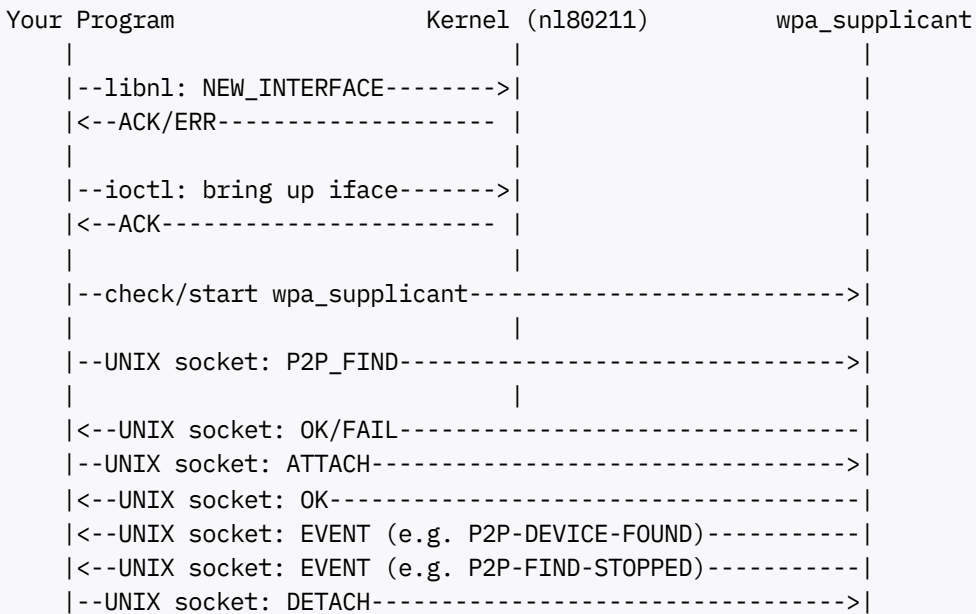 Your Program                  Kernel (nl80211)         wpa_supplicant
    |                                |                         |
    |--libnl: NEW_INTERFACE-------->|                         |
    |<--ACK/ERR-------------------- |                         |
    |                                |                         |
    |--ioctl: bring up iface------->|                         |
    |<--ACK------------------------ |                         |
    |                                |                         |
    |--check/start wpa_supplicant--------------------------->|
    |                                |                         |
    |--UNIX socket: P2P_FIND-------------------------------->|
    |                                |                         |
    |<--UNIX socket: OK/FAIL---------------------------------|
    |--UNIX socket: ATTACH---------------------------------->|
    |<--UNIX socket: OK--------------------------------------|
    |<--UNIX socket: EVENT (e.g. P2P-DEVICE-FOUND)-----------|
    |<--UNIX socket: EVENT (e.g. P2P-FIND-STOPPED)-----------|
    |--UNIX socket: DETACH---------------------------------->|